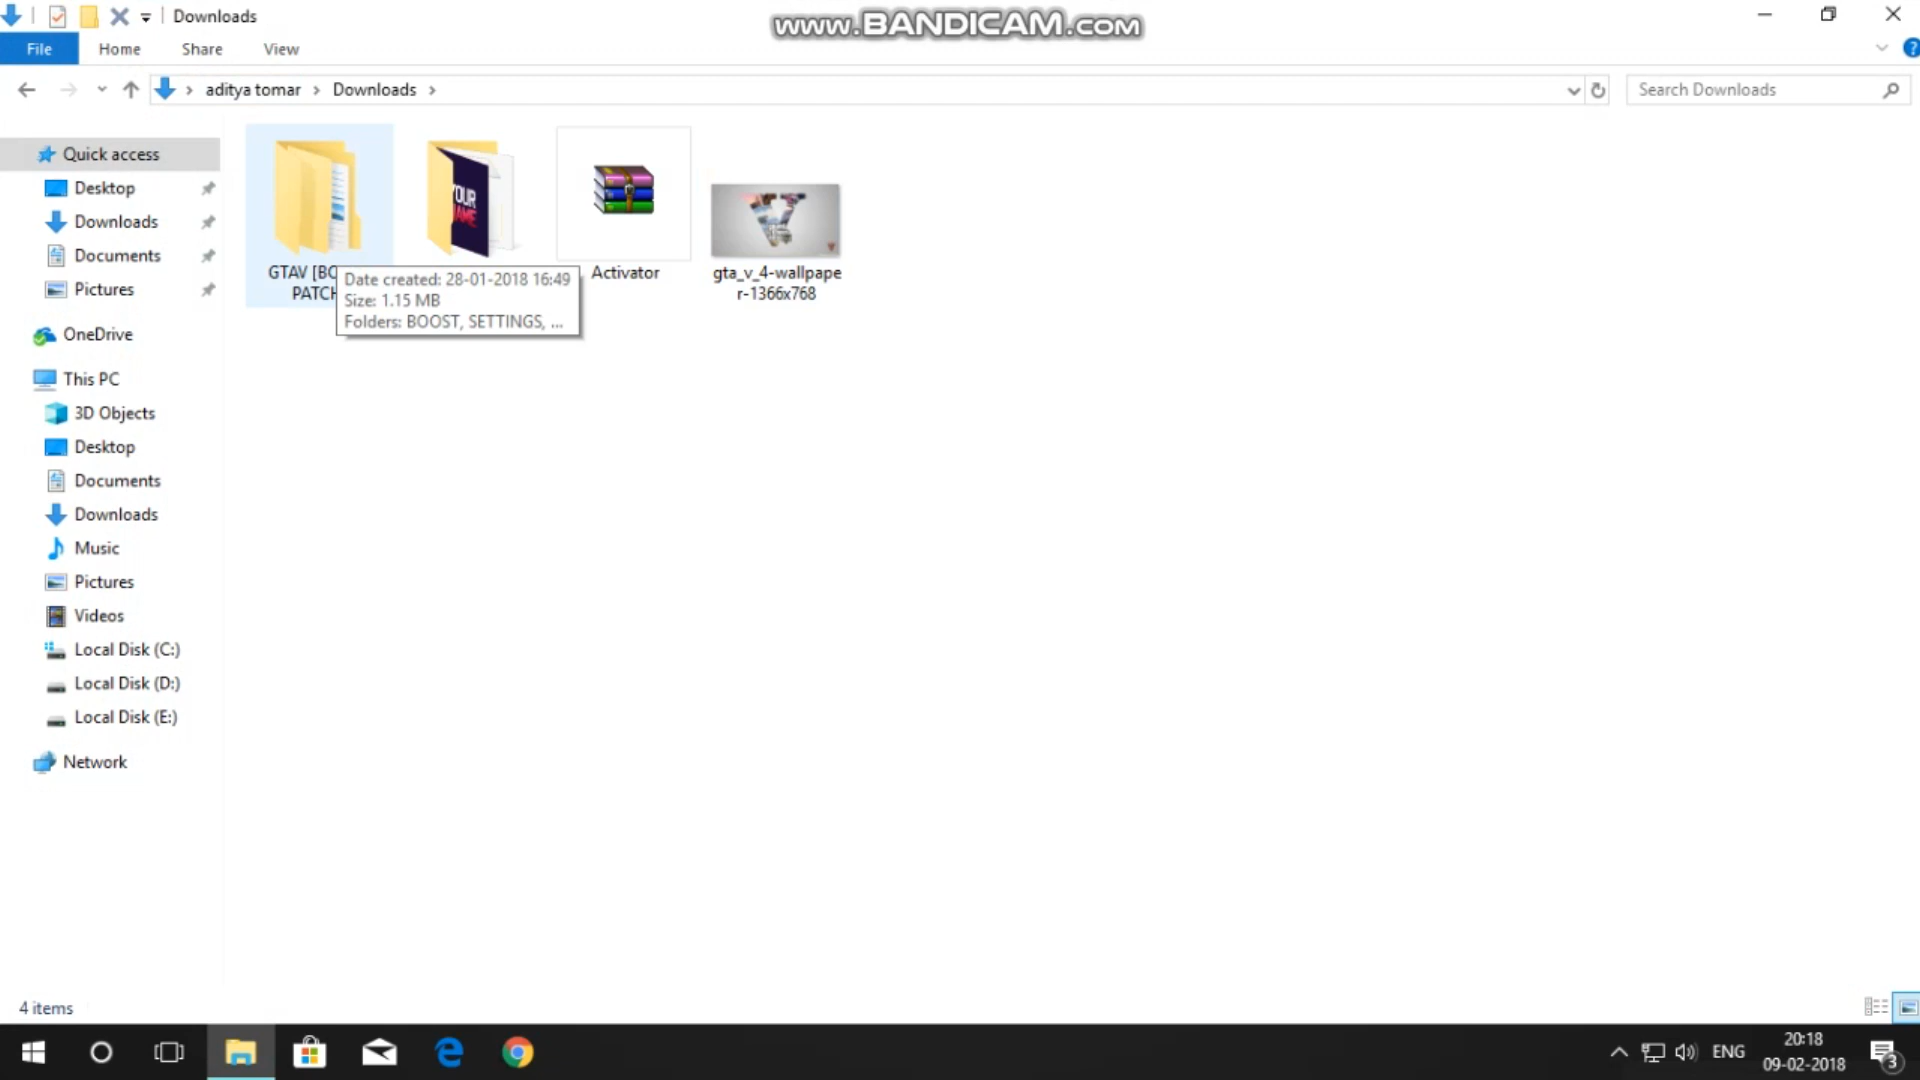 Downloads
www.BANDICAM.com
File
Home
Share
View
?
aditya tomar
Downloads
Search Downloads
Quick access
Desktop
Downloads
Documents
Pictures
OneDrive
This PC
3D Objects
Desktop
Documents
Downloads
Music
Pictures
Videos
Local Disk (C:)
Local Disk (D:)
Local Disk (E:)
Network
GTAV [BO
PATCH
YOUR
Date created: 28-01-2018 16:49
Size: 1.15 MB
Folders: BOOST, SETTINGS, ...
Activator
gta_v_4-wallpape
r-1366x768
4 items
ENG
20:18
09-02-2018
3